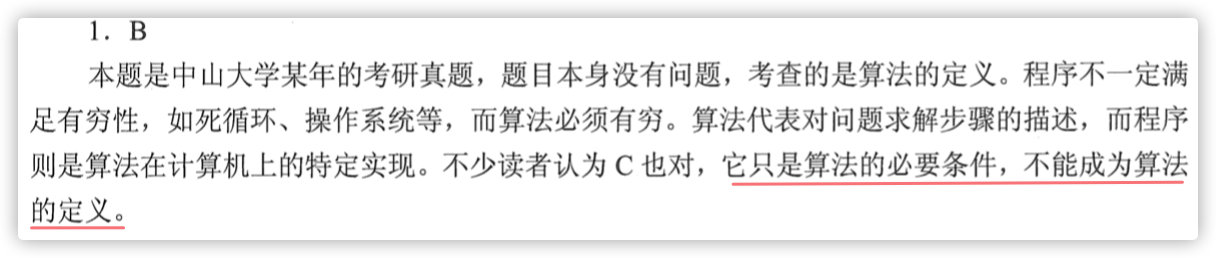 1. B
本题是中山大学某年的考研真题，题目本身没有问题，考查的是算法的定义。程序不一定满
足有穷性，如死循环、操作系统等，而算法必须有穷。算法代表对问题求解步骤的描述，而程序
则是算法在计算机上的特定实现。不少读者认为 C 也对，它只是算法的必要条件，不能成为算法
的定义。